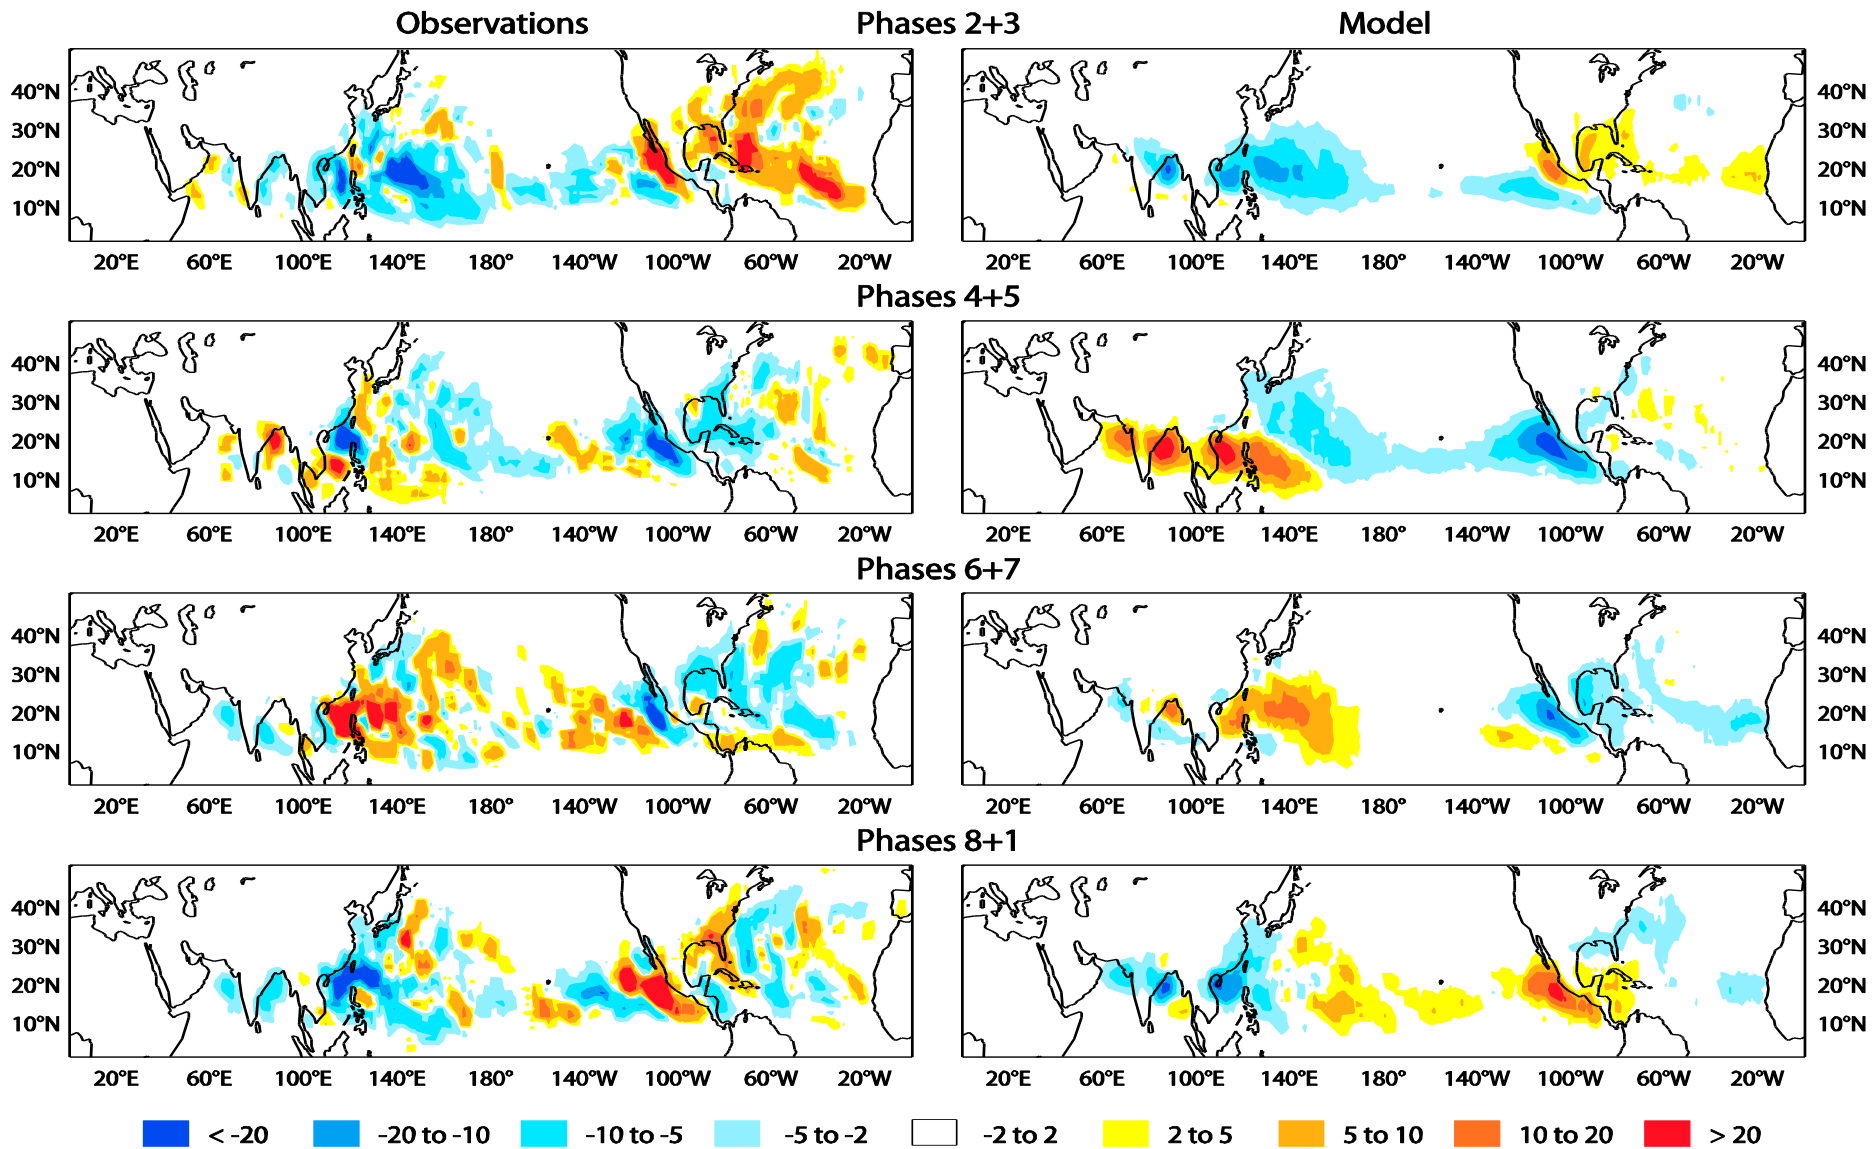 Observations Phases 2+3 Model
40°N 40°N
30°N 30°N
20°N 20°N
10°N 10°N
20°E 60°E 100°E 140°E 180° 140°W 100°W 60°W 20°W 20°E 60°E 100°E 140°E 180° 140°W 100°W 60°W 20°W
Phases 4+5
40°N 40°N
30°N 30°N
20°N 20°N
10°N 10°N
20°E 60°E 100°E 140°E 180° 140°W 100°W 60°W 20°W 20°E 60°E 100°E 140°E 180° 140°W 100°W 60°W 20°W
Phases 6+7
40°N 40°N
30°N 30°N
20°N 20°N
10°N 10°N
20°E 60°E 100°E 140°E 180° 140°W 100°W 60°W 20°W 20°E 60°E 100°E 140°E 180° 140°W 100°W 60°W 20°W
Phases 8+1
40°N 40°N
30°N 30°N
20°N 20°N
10°N 10°N
20°E 60°E 100°E 140°E 180° 140°W 100°W 60°W 20°W 20°E 60°E 100°E 140°E 180° 140°W 100°W 60°W 20°W
< -20 -20 to -10 -10 to -5 -5 to -2 -2 to 2 2 to 5 5 to 10 10 to 20 > 20